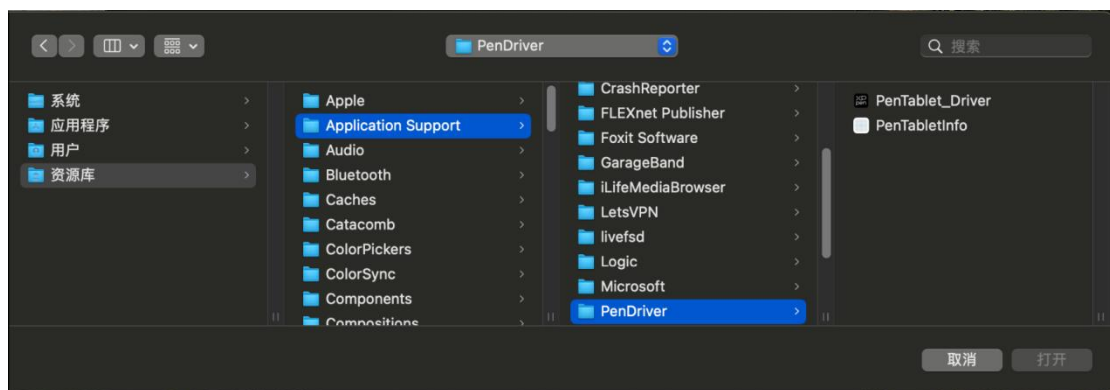 PenDriver
搜索
系统
应用程序
用户
资源库
Apple
Application Support
Audio
Bluetooth
Caches
Catacomb
ColorPickers
ColorSync
Components
Compositions
CrashReporter
FLEXnet Publisher
Foxit Software
GarageBand
iLifeMediaBrowser
LetsVPN
livefsd
Logic
Microsoft
PenDriver
PenTablet_Driver
PenTabletInfo
取消
打开